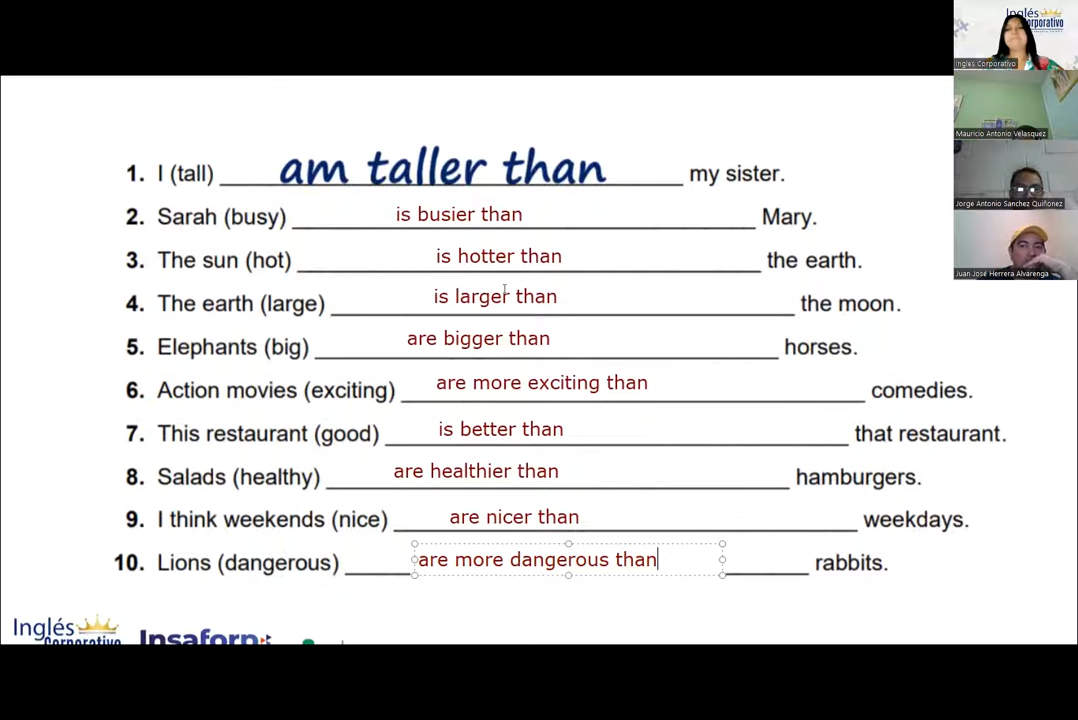 Inglés
Corporativo
Ingles Corporativo
Mauricio Antonio Velasquez
Jorge Antonio Sanchez Quiñonez
Juan José Herrera Alvarenga
1. I (tall) am taller than my sister.
2. Sarah (busy) is busier than Mary.
3. The sun (hot) is hotter than the earth.
4. The earth (large) is larger than the moon.
5. Elephants (big) are bigger than horses.
6. Action movies (exciting) are more exciting than comedies.
7. This restaurant (good) is better than that restaurant.
8. Salads (healthy) are healthier than hamburgers.
9. I think weekends (nice) are nicer than weekdays.
10. Lions (dangerous) are more dangerous than rabbits.
Inglés
Corporativo
Insaforp